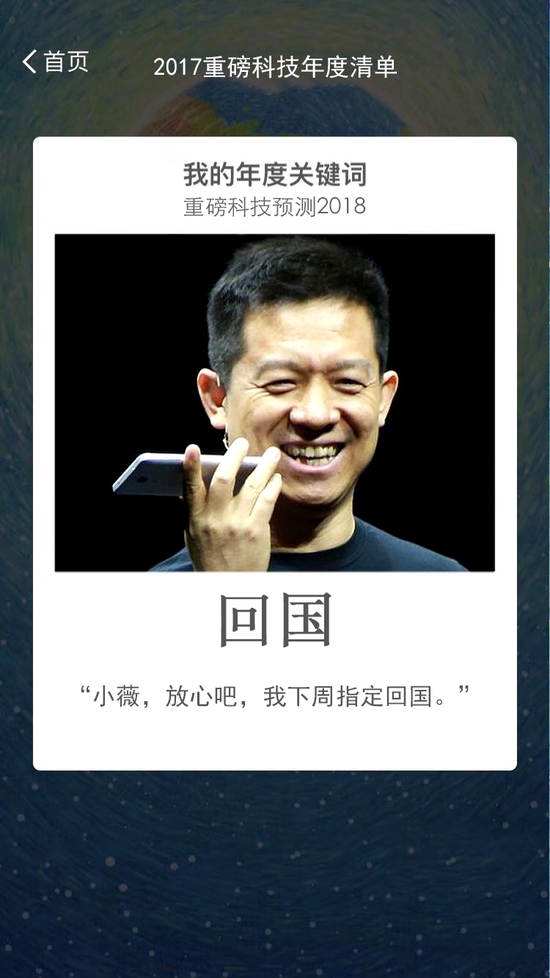 首页
2017重磅科技年度清单
我的年度关键词
重磅科技预测2018
回国
“小薇，放心吧，我下周指定回国。”